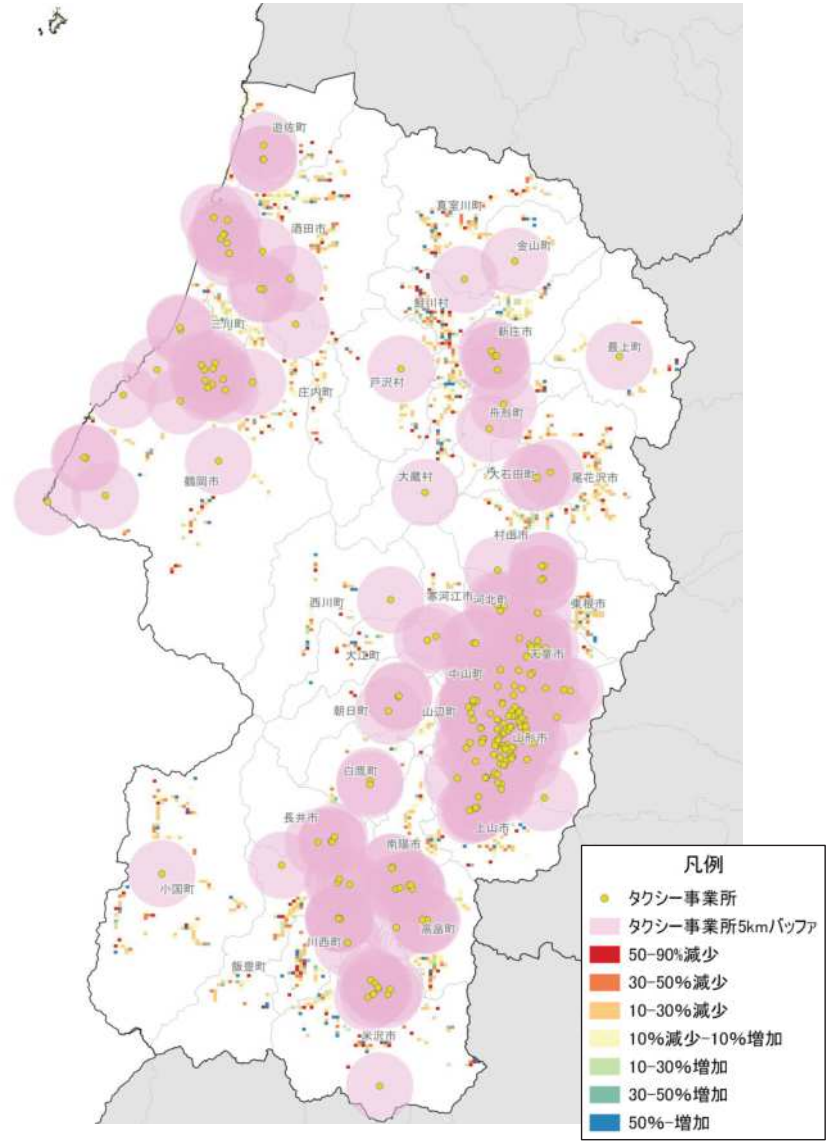 遊佐町
酒田市
真室川町
金山町
鮭川村
三川町
新庄市
最上町
戸沢村
庄内町
舟形町
大蔵村
大石田町
尾花沢市
鶴岡市
村山市
西川町
寒河江市
河北町
東根市
大江町
天童市
中山町
朝日町
山辺町
山形市
白鷹町
長井市
上山市
南陽市
小国町
川西町
高畠町
飯豊町
米沢市
凡例
タクシー事業所
タクシー事業所5kmバッファ
50-90%減少
30-50%減少
10-30%減少
10%減少-10%増加
10-30%増加
30-50%増加
50%-増加